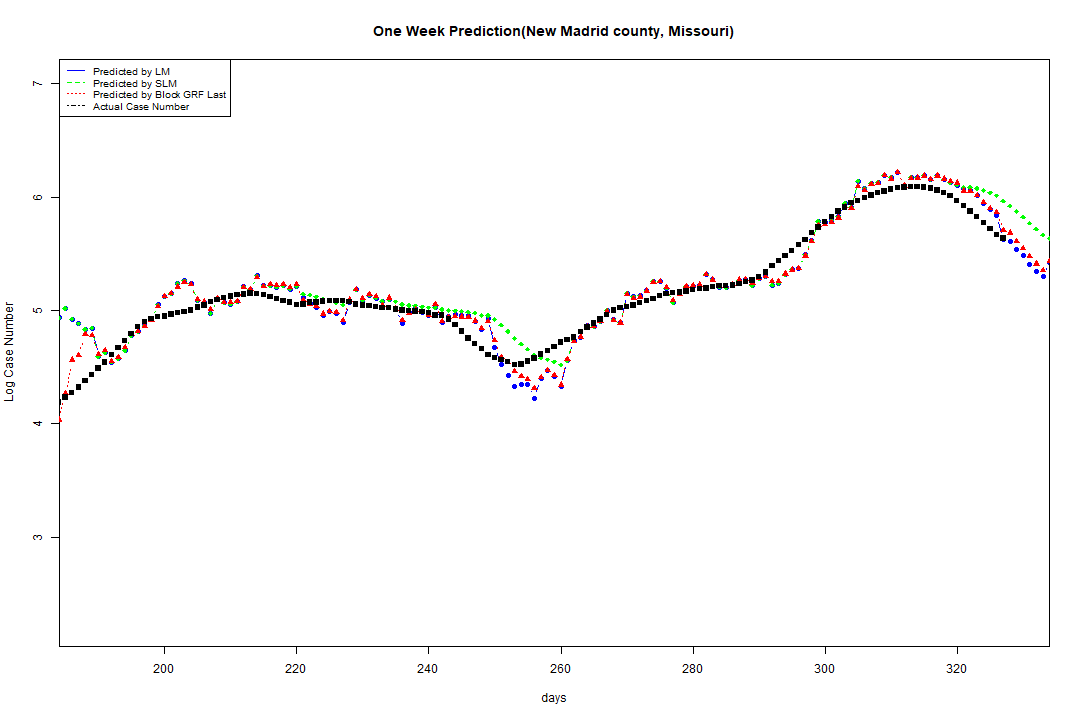 One Week Prediction(New Madrid county, Missouri)
Predicted by LM
Predicted by SLM
Predicted by Block GRF Last
Actual Case Number
7
6
5
4
3
Log Case Number
200 220 240 260 280 300 320
days